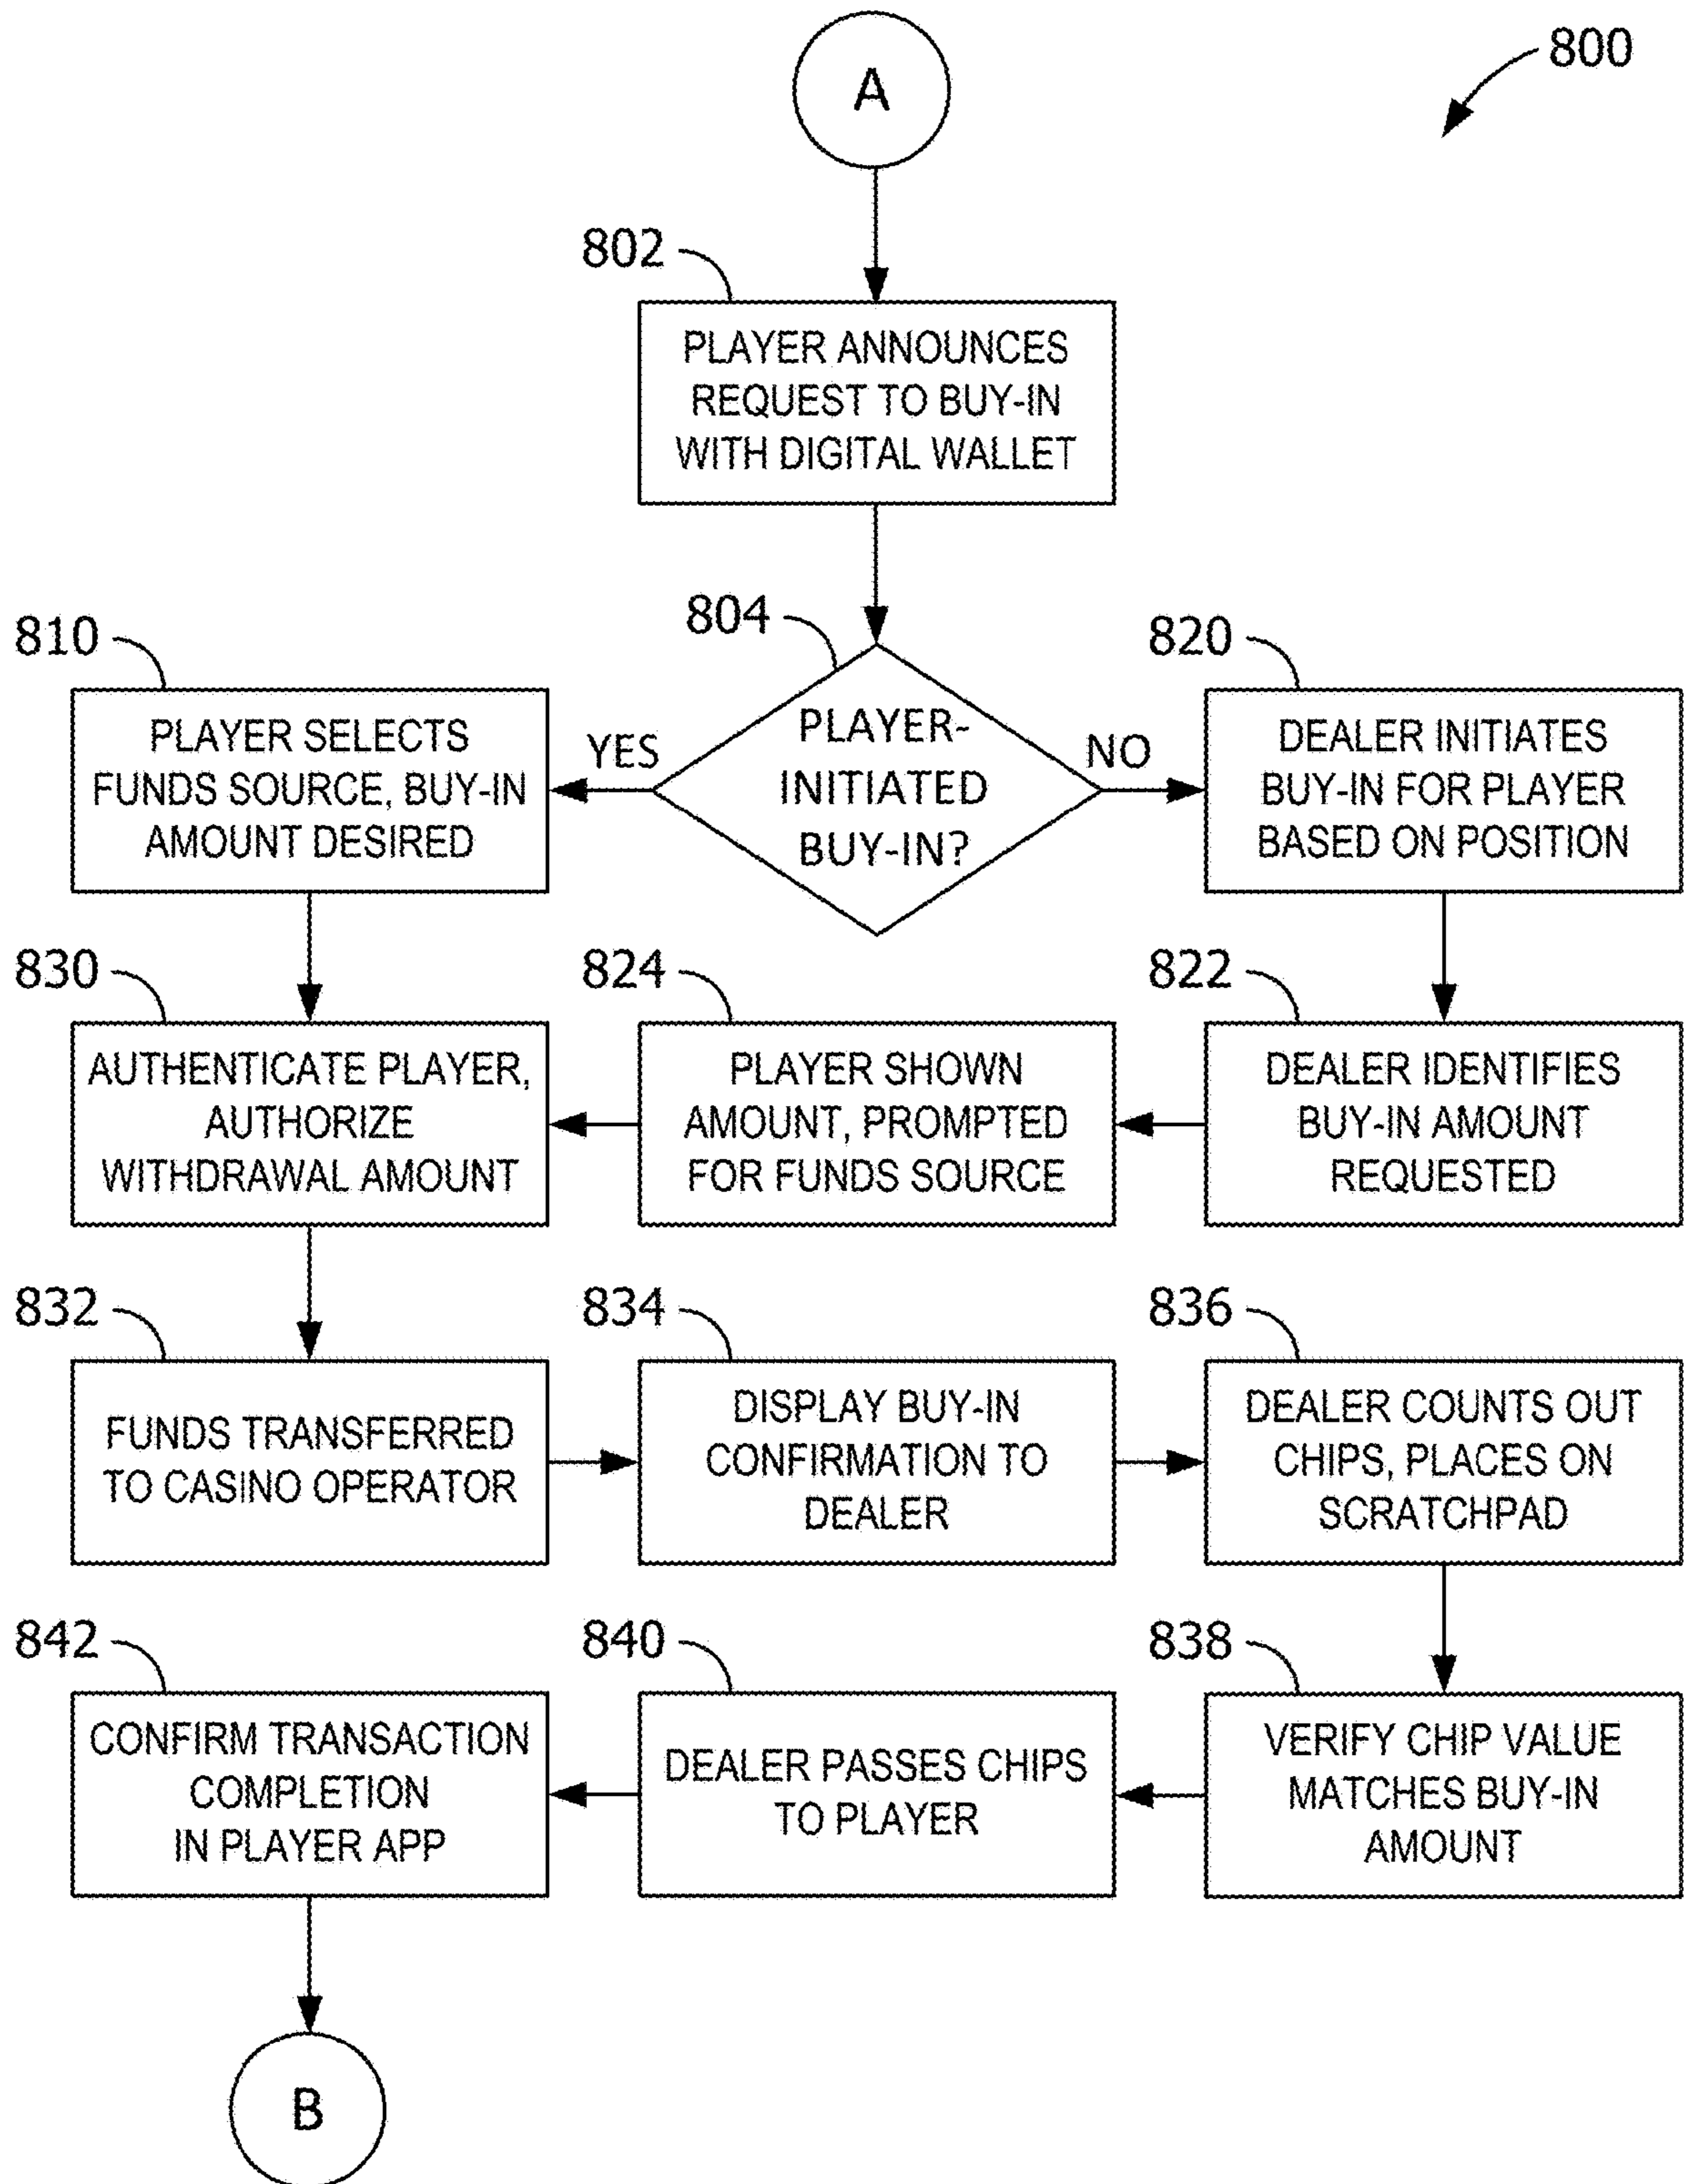 A
800
802
PLAYER ANNOUNCES
REQUEST TO BUY-IN
WITH DIGITAL WALLET
804
PLAYER-
INITIATED
BUY-IN?
YES
NO
810
PLAYER SELECTS
FUNDS SOURCE, BUY-IN
AMOUNT DESIRED
820
DEALER INITIATES
BUY-IN FOR PLAYER
BASED ON POSITION
830
AUTHENTICATE PLAYER,
AUTHORIZE
WITHDRAWAL AMOUNT
824
PLAYER SHOWN
AMOUNT, PROMPTED
FOR FUNDS SOURCE
822
DEALER IDENTIFIES
BUY-IN AMOUNT
REQUESTED
832
FUNDS TRANSFERRED
TO CASINO OPERATOR
834
DISPLAY BUY-IN
CONFIRMATION TO
DEALER
836
DEALER COUNTS OUT
CHIPS, PLACES ON
SCRATCHPAD
842
CONFIRM TRANSACTION
COMPLETION
IN PLAYER APP
840
DEALER PASSES CHIPS
TO PLAYER
838
VERIFY CHIP VALUE
MATCHES BUY-IN
AMOUNT
B